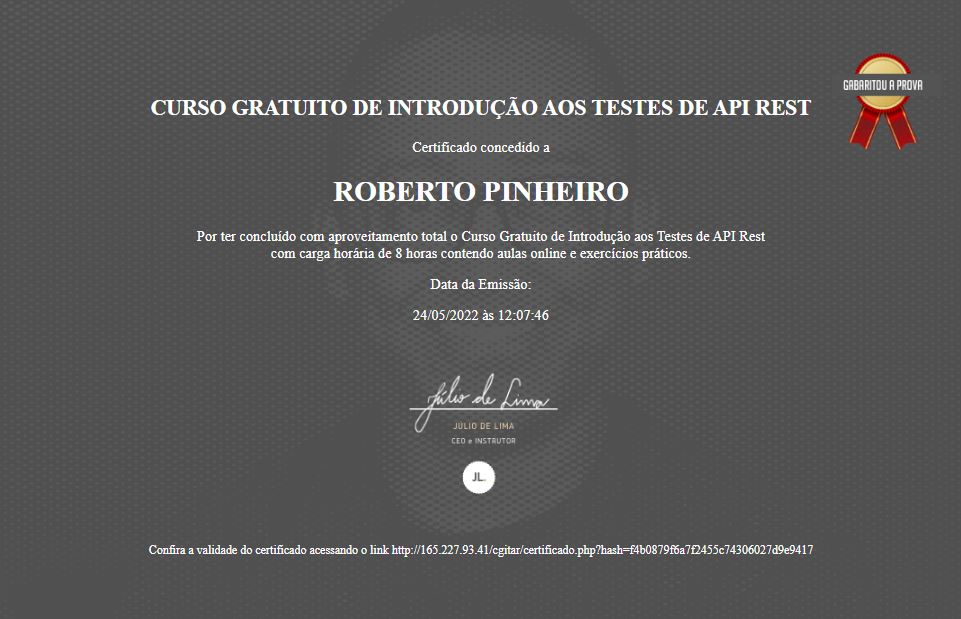 GABARITOU A PROVA
CURSO GRATUITO DE INTRODUÇÃO AOS TESTES DE API REST
Certificado concedido a
ROBERTO PINHEIRO
Por ter concluído com aproveitamento total o Curso Gratuito de Introdução aos Testes de API Rest
com carga horária de 8 horas contendo aulas online e exercícios práticos.
Data da Emissão:
24/05/2022 às 12:07:46
Júlio de Lima
JÚLIO DE LIMA
CEO e INSTRUTOR
JL.
Confira a validade do certificado acessando o link http://165.227.93.41/cgitar/certificado.php?hash=f4b0879f6a7f2455c74306027d9e9417